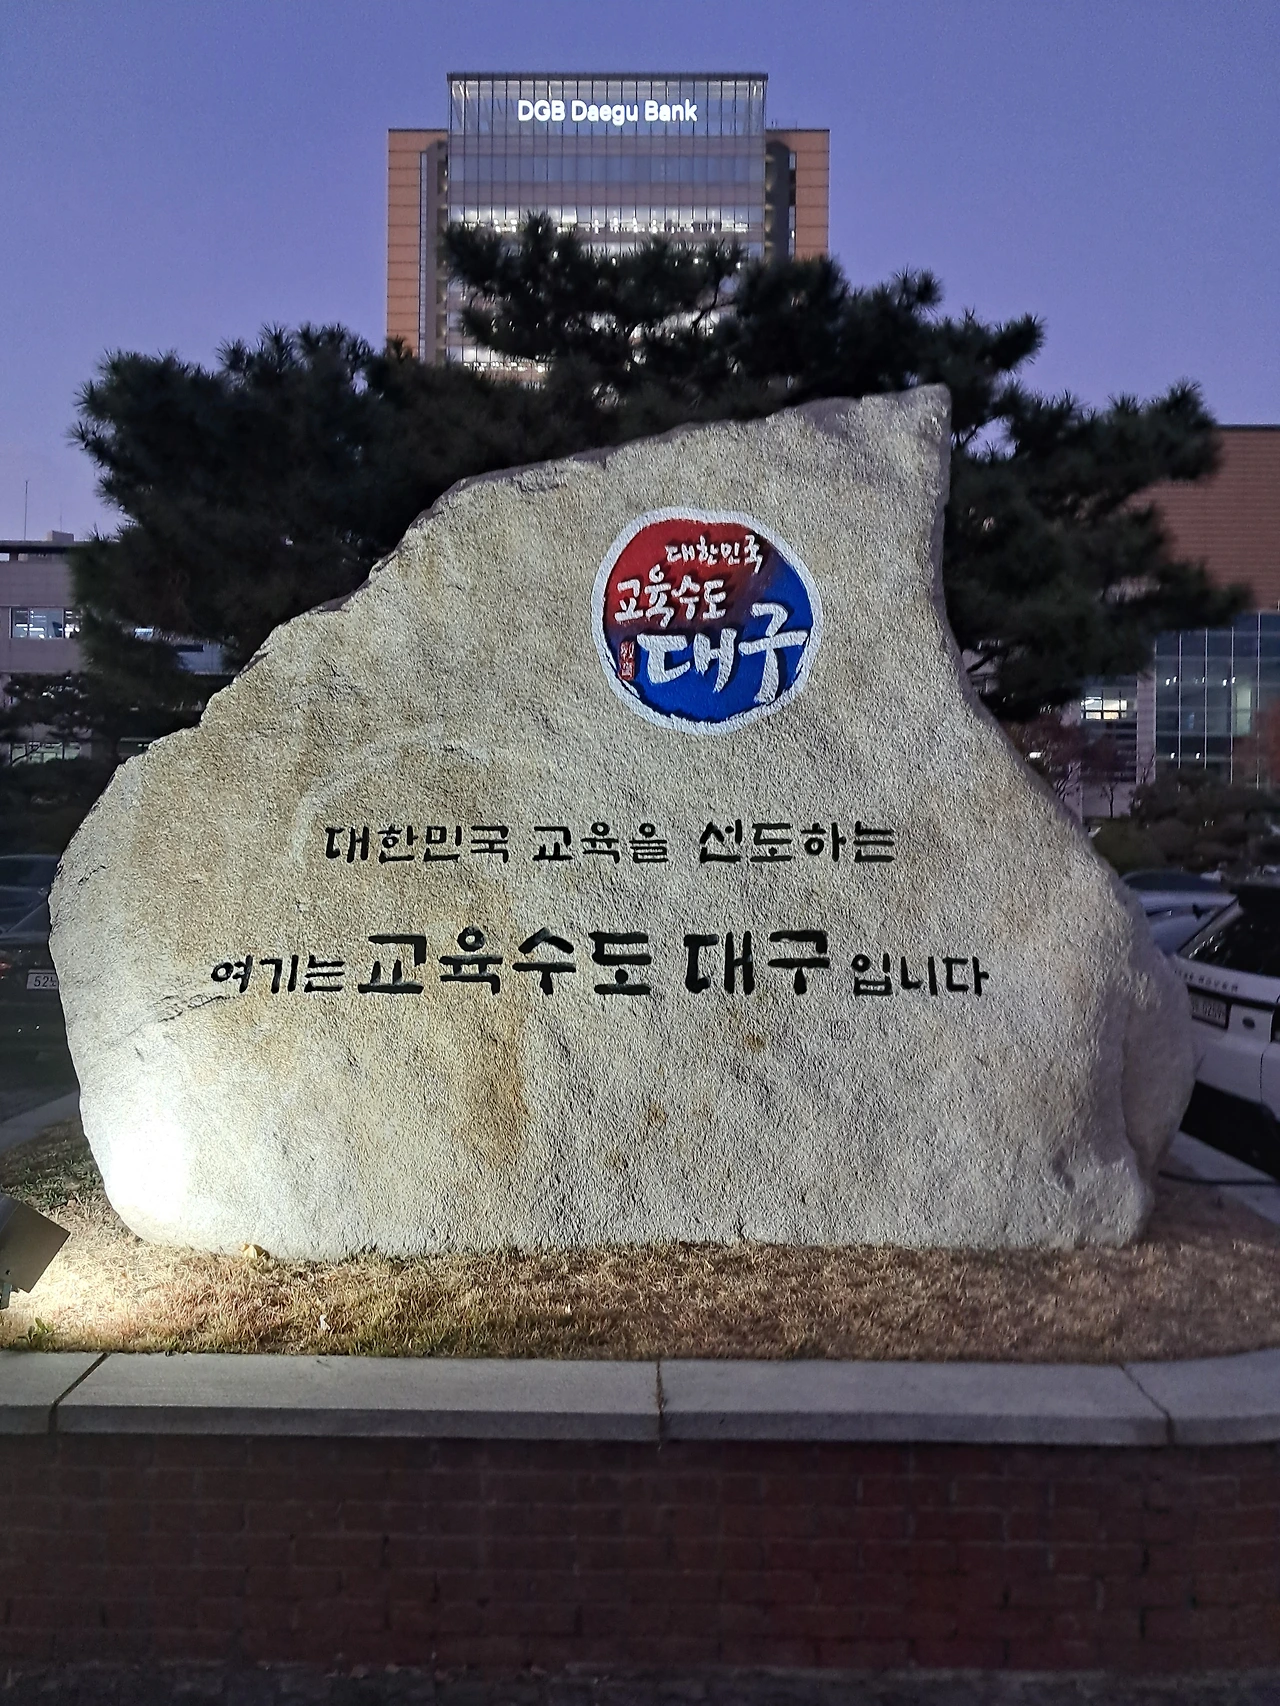 DGB Daegu Bank
대한민국
교육수도
대구
대한민국 교육을 선도하는
여기는 교육수도 대구 입니다